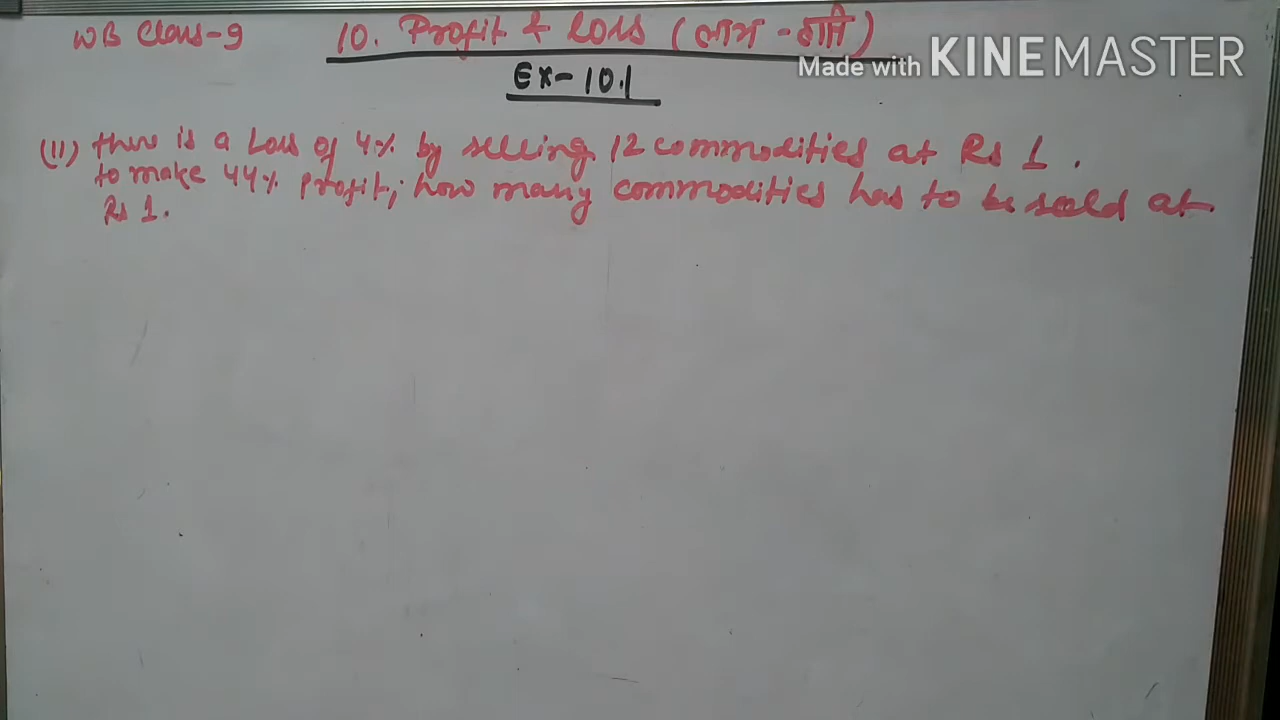 WB Class-9 10. Profit & Loss (लाभ -हानि)
Made with KINEMASTER
Ex- 10.1
(11) there is a Loss of 4% by selling 12 commodities at Rs 1.
to make 44% Profit; how many commodities has to be sold at
Rs 1.